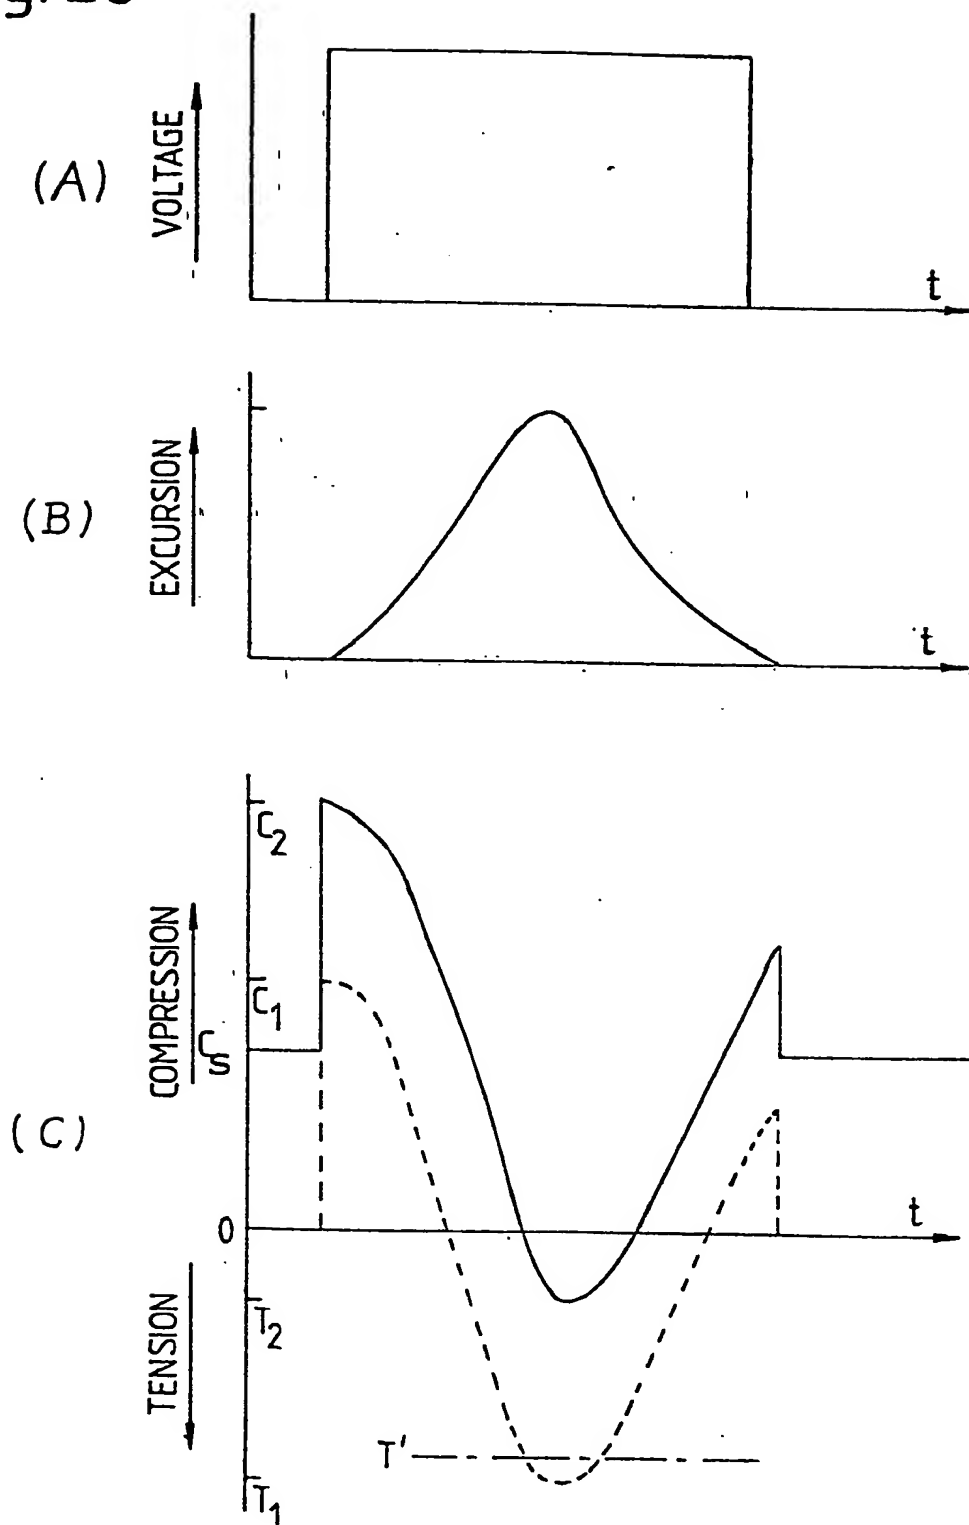 (A)
VOLTAGE
t
(B)
EXCURSION
t
(C)
COMPRESSION
TENSION
C2
C1
CS
0
t
T2
T'
T1